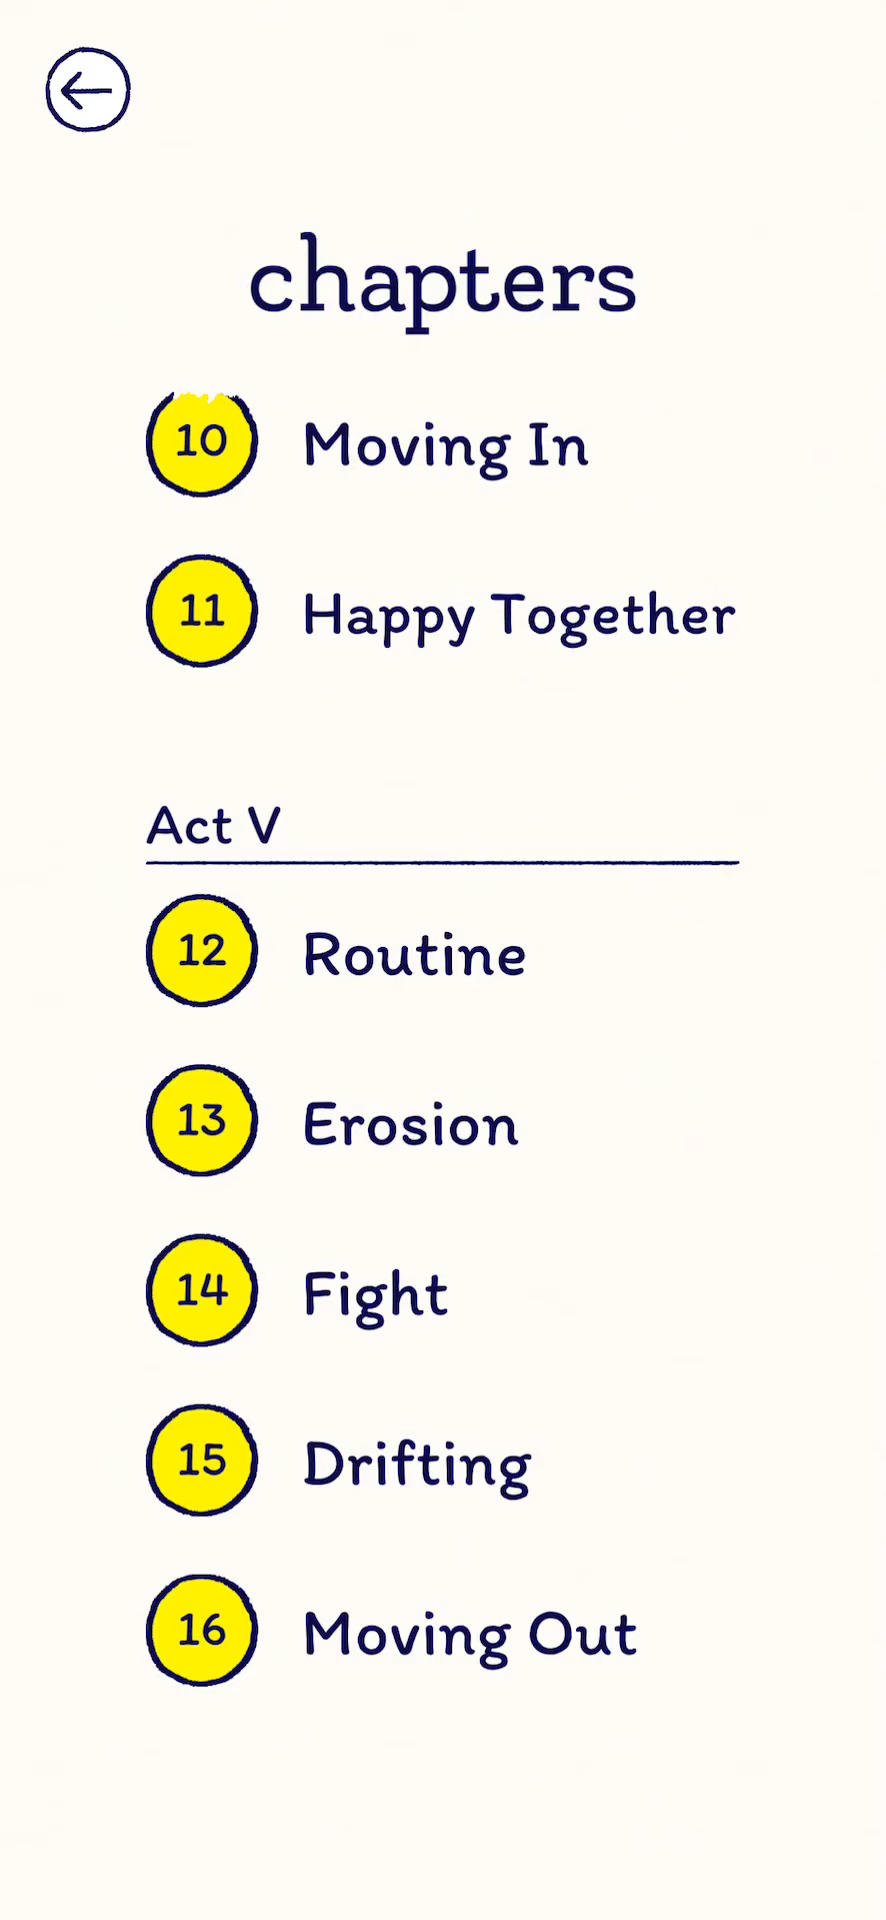 chapters
10 Moving In
11 Happy Together
Act V
12 Routine
13 Erosion
14 Fight
15 Drifting
16 Moving Out